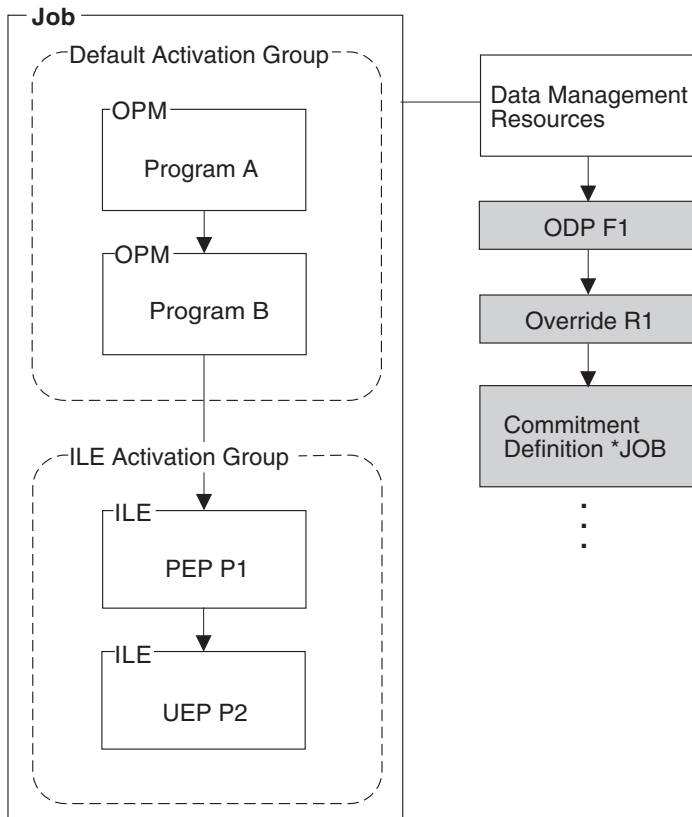 Job
Default Activation Group
OPM
Program A
OPM
Program B
ILE Activation Group
ILE
PEP P1
ILE
UEP P2
Data Management
Resources
ODP F1
Override R1
Commitment
Definition *JOB